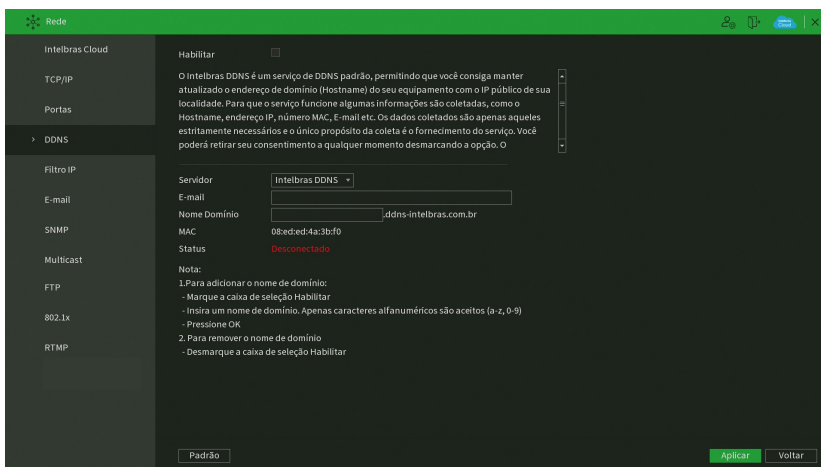 Rede
Intelbras Cloud
Intelbras Cloud
TCP/IP
Portas
> DDNS
Filtro IP
E-mail
SNMP
Multicast
FTP
802.1x
RTMP
Habilitar
O Intelbras DDNS é um serviço de DDNS padrão, permitindo que você consiga manter
atualizado o endereço de domínio (Hostname) do seu equipamento com o IP público de sua
localidade. Para que o serviço funcione algumas informações são coletadas, como o
Hostname, endereço IP, número MAC, E-mail etc. Os dados coletados são apenas aqueles
estritamente necessários e o único propósito da coleta é o fornecimento do serviço. Você
poderá retirar seu consentimento a qualquer momento desmarcando a opção. O
Servidor Intelbras DDNS
E-mail
Nome Domínio .ddns-intelbras.com.br
MAC 08:ed:ed:4a:3b:f0
Status Desconectado
Nota:
1.Para adicionar o nome de domínio:
- Marque a caixa de seleção Habilitar
- Insira um nome de domínio. Apenas caracteres alfanuméricos são aceitos (a-z, 0-9)
- Pressione OK
2. Para remover o nome de domínio
- Desmarque a caixa de seleção Habilitar
Padrão
Aplicar
Voltar